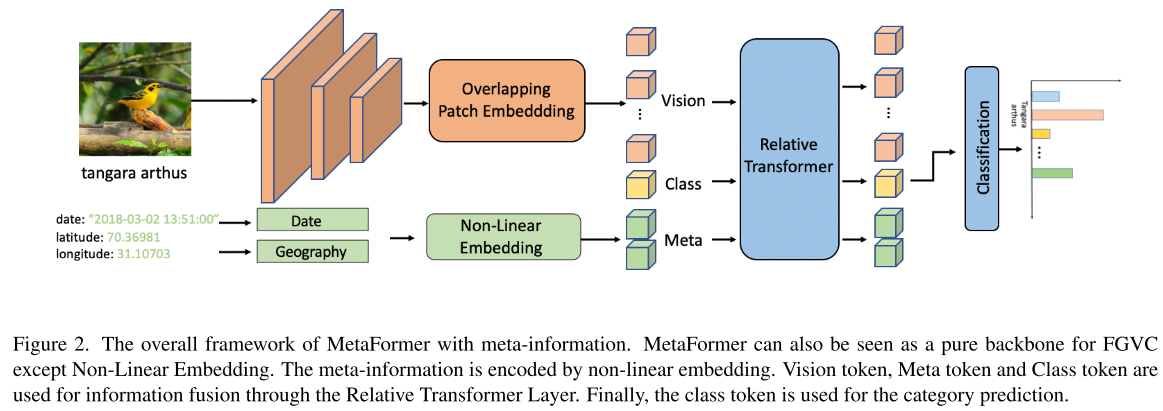 tangara arthus
date: “2018-03-02 13:51:00”
latitude: 70.36981
longitude: 31.10703
Date
Geography
Overlapping
Patch Embeddding
Non-Linear
Embedding
Vision
...
Class
Meta
Relative
Transformer
...
Classification
Tangara
arthus
...
Figure 2. The overall framework of MetaFormer with meta-information. MetaFormer can also be seen as a pure backbone for FGVC
except Non-Linear Embedding. The meta-information is encoded by non-linear embedding. Vision token, Meta token and Class token are
used for information fusion through the Relative Transformer Layer. Finally, the class token is used for the category prediction.